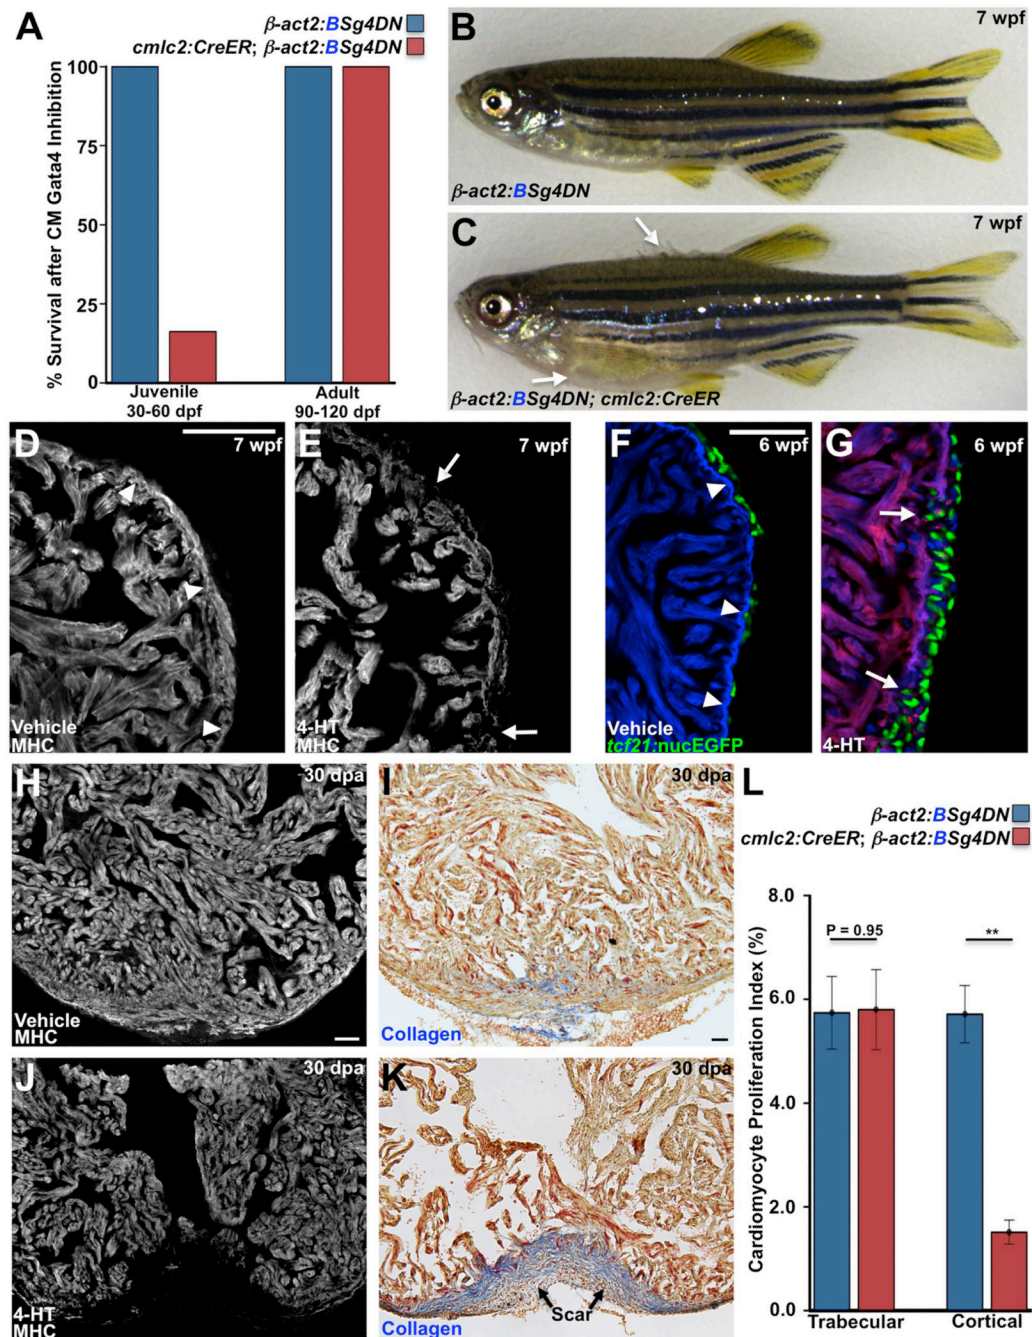 A
β-act2:BSg4DN
cmlc2:CreER; β-act2:BSg4DN
% Survival after CM Gata4 Inhibition
100
75
50
25
0
Juvenile
30-60 dpf
Adult
90-120 dpf
B
7 wpf
β-act2:BSg4DN
C
7 wpf
β-act2:BSg4DN; cmlc2:CreER
D
7 wpf
Vehicle
MHC
E
7 wpf
4-HT
MHC
F
6 wpf
Vehicle
tcf21:nucEGFP
G
6 wpf
4-HT
H
30 dpa
Vehicle
MHC
I
30 dpa
Collagen
J
30 dpa
4-HT
MHC
K
30 dpa
Scar
Collagen
L
β-act2:BSg4DN
cmlc2:CreER; β-act2:BSg4DN
Cardiomyocyte Proliferation Index (%)
8.0
6.0
4.0
2.0
0.0
P = 0.95
**
Trabecular
Cortical